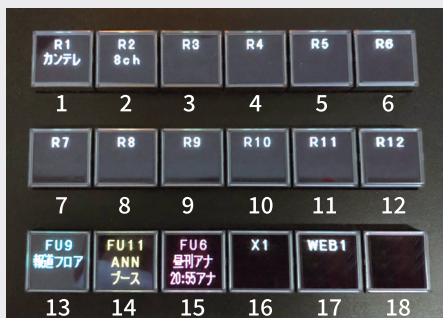 R1 R2 R3 R4 R5 R6
カンテレ 8ch
1 2 3 4 5 6
R7 R8 R9 R10 R11 R12
7 8 9 10 11 12
FU9 FU11 FU6 X1 WEB1
報道フロア ANN 昼刊アナ
ブース 20:55アナ
13 14 15 16 17 18